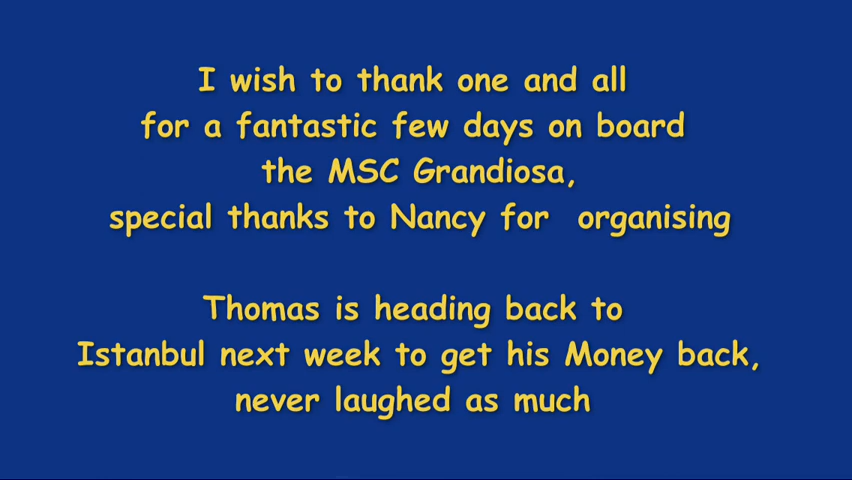 I wish to thank one and all
for a fantastic few days on board
the MSC Grandiosa,
special thanks to Nancy for  organising
Thomas is heading back to
Istanbul next week to get his Money back,
never laughed as much